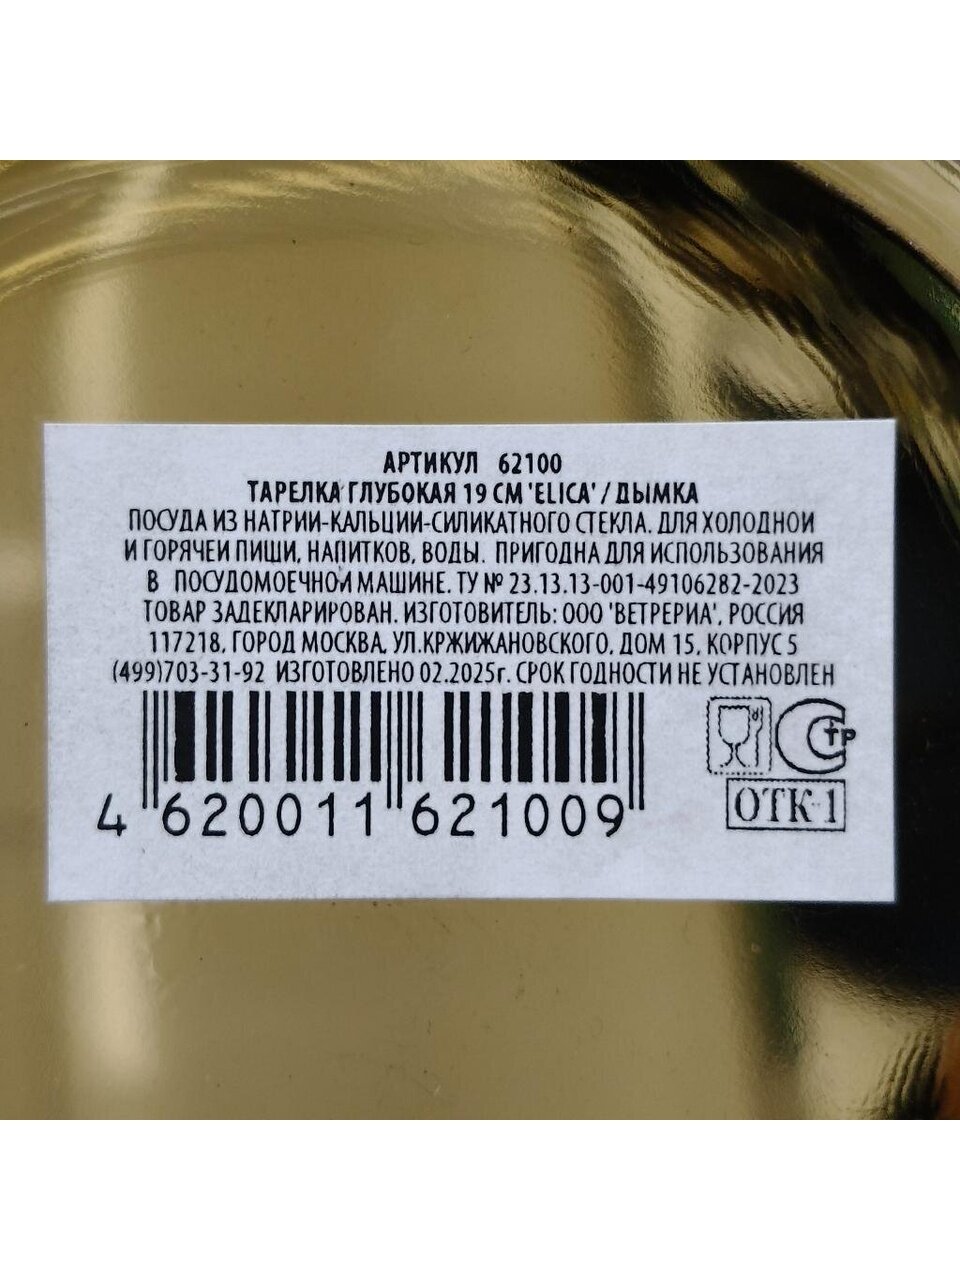 АРТИКУЛ 62100
ТАРЕЛКА ГЛУБОКАЯ 19 СМ 'ELICA' / ДЫМКА
ПОСУДА ИЗ НАТРИИ-КАЛЬЦИИ-СИЛИКАТНОГО СТЕКЛА. ДЛЯ ХОЛОДНОИ
И ГОРЯЧЕИ ПИШИ, НАПИТКОВ, ВОДЫ. ПРИГОДНА ДЛЯ ИСПОЛЬЗОВАНИЯ
В ПОСУДОМОЕЧНОЙ МАШИНЕ. ТУ № 23.13.13-001-49106282-2023
ТОВАР ЗАДЕКЛАРИРОВАН. ИЗГОТОВИТЕЛЬ: ООО 'ВЕТРЕРИА', РОССИЯ
117218, ГОРОД МОСКВА, УЛ.КРЖИЖАНОВСКОГО, ДОМ 15, КОРПУС 5
(499)703-31-92 ИЗГОТОВЛЕНО 02.2025г. СРОК ГОДНОСТИ НЕ УСТАНОВЛЕН
СТР
ОТК-1
4 620011 621009